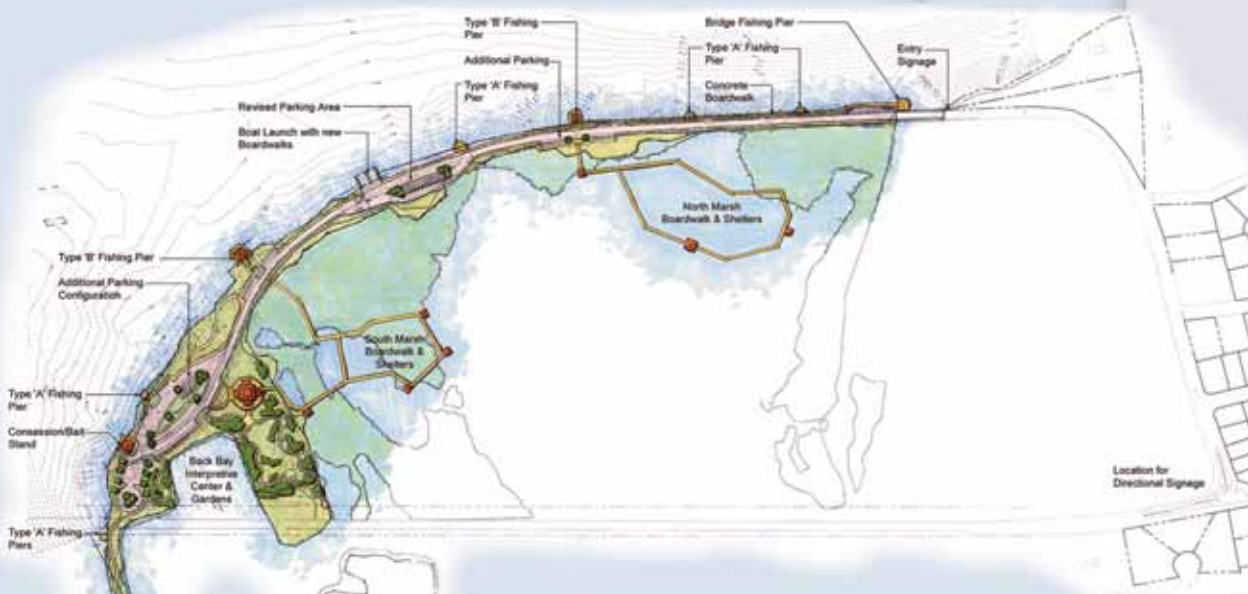 Type 'B' Fishing
Pier
Bridge Fishing Pier
Additional Parking
Type 'A' Fishing
Pier
Entry
Signage
Type 'A' Fishing
Pier
Concrete
Boardwalk
Revised Parking Area
Boat Launch with new
Boardwalks
North Marsh
Boardwalk & Shelters
Type 'B' Fishing Pier
Additional Parking
Configuration
South Marsh
Boardwalk &
Shelters
Type 'A' Fishing
Pier
Consession/Bait
Stand
Back Bay
Interpretive
Center &
Gardens
Location for
Directional Signage
Type 'A' Fishing
Piers